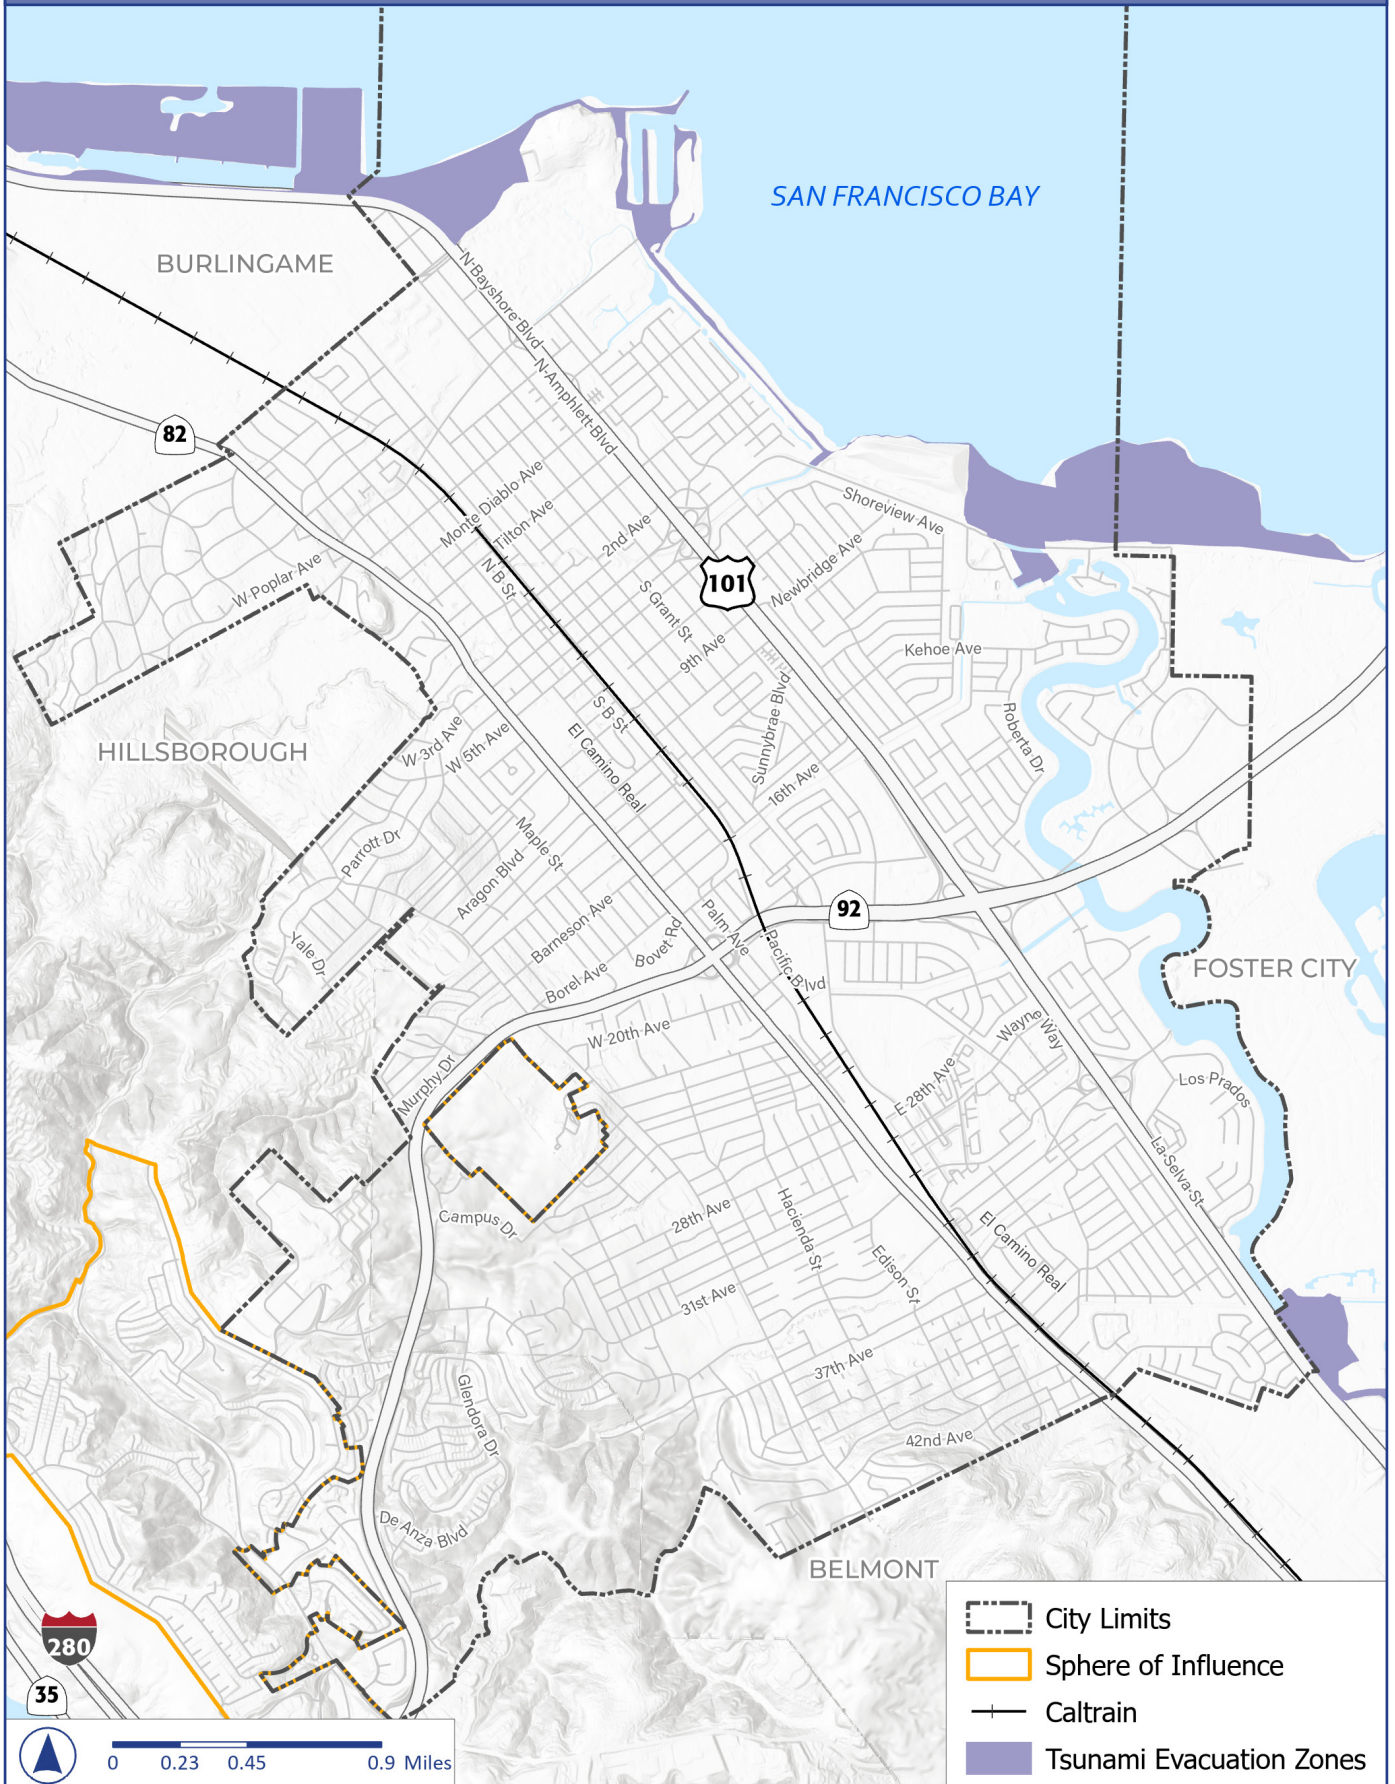 SAN FRANCISCO BAY
BURLINGAME
N Bayshore Blvd
N Amphlett Blvd
82
Monte Diablo Ave
Tilton Ave
2nd Ave
Shoreview Ave
N B St
W Poplar Ave
101
Newbridge Ave
S Grant St
9th Ave
Kehoe Ave
HILLSBOROUGH
W 3rd Ave
W 5th Ave
S B St
El Camino Real
Sunnybrae Blvd
16th Ave
Roberta Dr
Parrott Dr
Maple St
Aragon Blvd
Barneson Ave
Bovet Rd
Palm Ave
92
Yale Dr
Borel Ave
Pacific Blvd
FOSTER CITY
W 20th Ave
Wayne Way
Murphy Dr
E 28th Ave
Los Prados
La Selva St
Campus Dr
28th Ave
Hacienda St
El Camino Real
Edison St
31st Ave
37th Ave
Glendora Dr
42nd Ave
De Anza Blvd
BELMONT
280
35
0 0.23 0.45 0.9 Miles
City Limits
Sphere of Influence
Caltrain
Tsunami Evacuation Zones